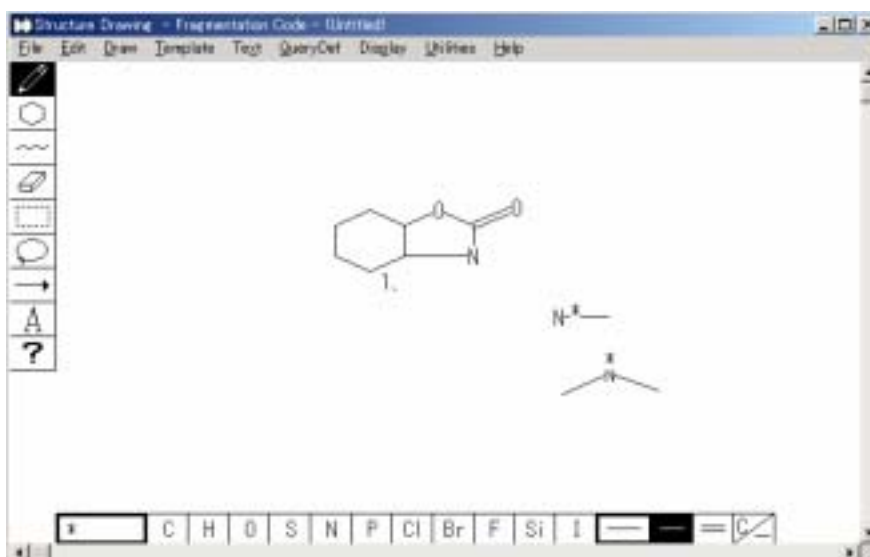 Structure Drawing - Fragmentation Code - (Untitled)
File Edit Draw Template Text QueryDef Display Utilities Help
O O
N
1.
N*
*
N
A
?
* C H O S N P Cl Br F Si I C